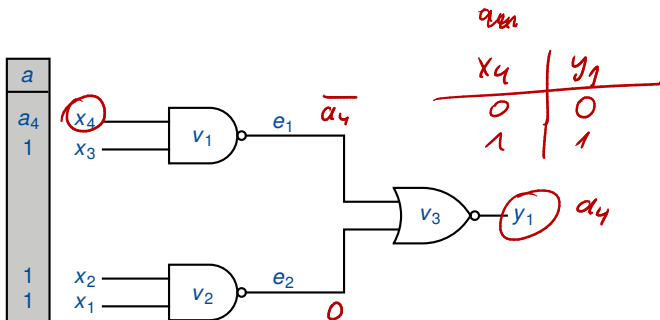 x₄ y₁
a
0 0
a₄ x₄ v₁ e₁ a̅₄
1 x₃
1 1
v₃ y₁ a₄
1 x₂
1 x₁ v₂ e₂ 0